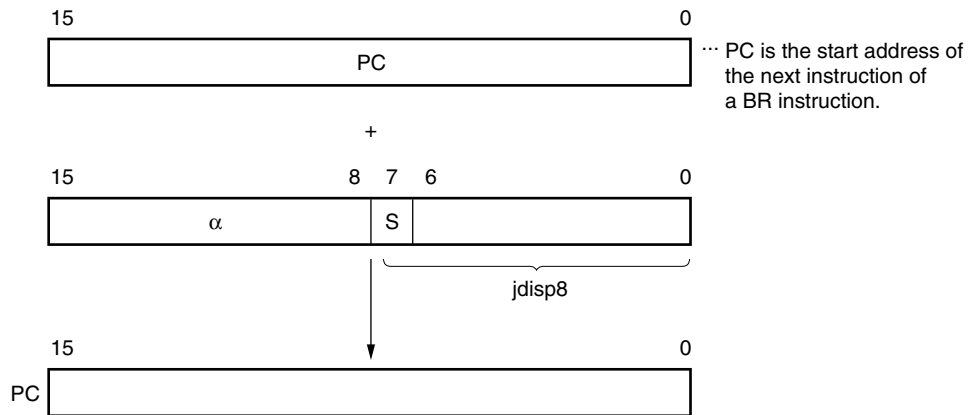 15 0
PC
... PC is the start address of
the next instruction of
a BR instruction.
+
15 8 7 6 0
α S
jdisp8
15 0
PC